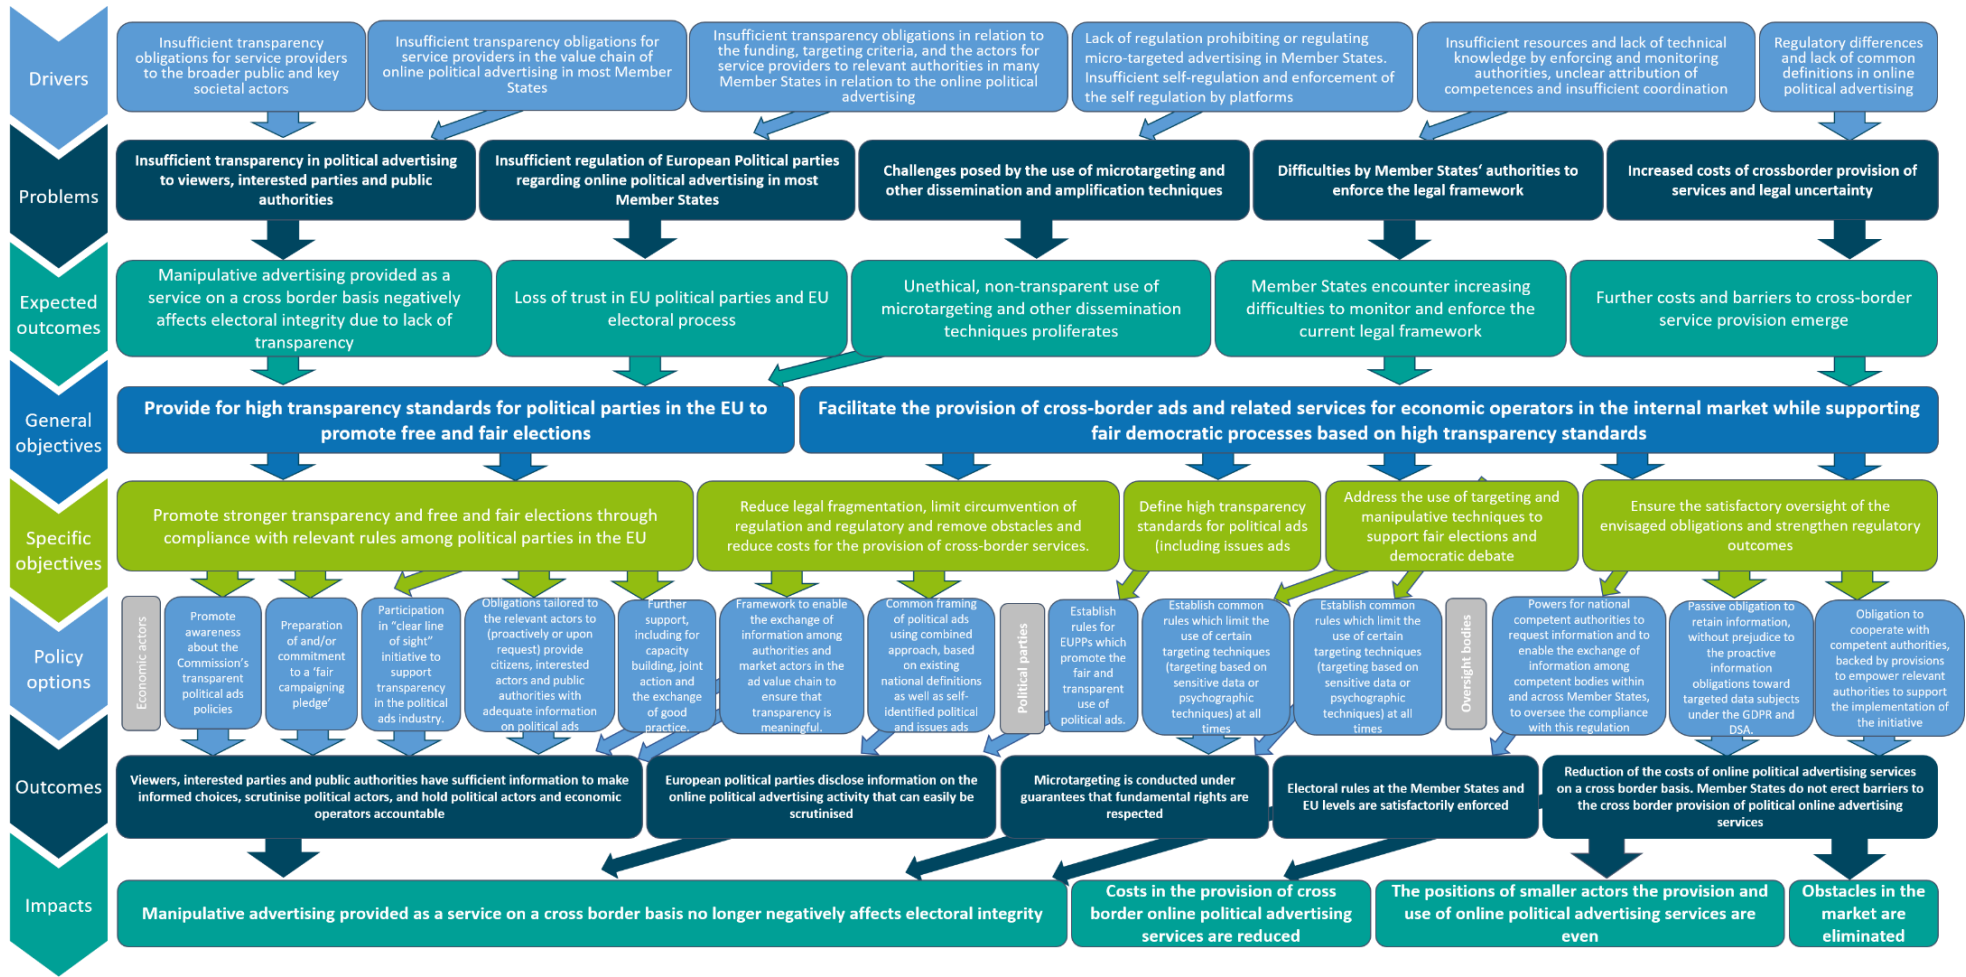 Drivers
Insufficient transparency
obligations for service providers
to the broader public and key
societal actors
Insufficient transparency obligations for
service providers in the value chain of
online political advertising in most Member
States
Insufficient transparency obligations in relation to
the funding, targeting criteria, and the actors for
service providers to relevant authorities in many
Member States in relation to the online political
advertising
Lack of regulation prohibiting or regulating
micro-targeted advertising in Member States.
Insufficient self-regulation and enforcement of
the self regulation by platforms
Insufficient resources and lack of technical
knowledge by enforcing and monitoring
authorities, unclear attribution of
competences and insufficient coordination
Regulatory differences
and lack of common
definitions in online
political advertising
Problems
Insufficient transparency in political advertising
to viewers, interested parties and public
authorities
Insufficient regulation of European Political parties
regarding online political advertising in most
Member States
Challenges posed by the use of microtargeting and
other dissemination and amplification techniques
Difficulties by Member States‘ authorities to
enforce the legal framework
Increased costs of crossborder provision of
services and legal uncertainty
Expected
outcomes
Manipulative advertising provided as a
service on a cross border basis negatively
affects electoral integrity due to lack of
transparency
Loss of trust in EU political parties and EU
electoral process
Unethical, non-transparent use of
microtargeting and other dissemination
techniques proliferates
Member States encounter increasing
difficulties to monitor and enforce the
current legal framework
Further costs and barriers to cross-border
service provision emerge
General
objectives
Provide for high transparency standards for political parties in the EU to
promote free and fair elections
Facilitate the provision of cross-border ads and related services for economic operators in the internal market while supporting
fair democratic processes based on high transparency standards
Specific
objectives
Promote stronger transparency and free and fair elections through
compliance with relevant rules among political parties in the EU
Reduce legal fragmentation, limit circumvention of
regulation and regulatory and remove obstacles and
reduce costs for the provision of cross-border services.
Define high transparency
standards for political ads
(including issues ads
Address the use of targeting and
manipulative techniques to
support fair elections and
democratic debate
Ensure the satisfactory oversight of the
envisaged obligations and strengthen regulatory
outcomes
Policy
options
Economic actors
Promote
awareness
about the
Commission's
transparent
political ads
policies
Preparation
of and/or
commitment
to a 'fair
campaigning
pledge'
Participation
in "clear line
of sight"
initiative to
support
transparency
in the political
ads industry.
Obligations tailored to
the relevant actors to
(proactively or upon
request) provide
citizens, interested
actors and public
authorities with
adequate information
on political ads
Further
support,
including for
capacity
building, joint
action and
the exchange
of good
practice.
Framework to enable
the exchange of
information among
authorities and
market actors in the
ad value chain to
ensure that
transparency is
meaningful.
Common framing
of political ads
using combined
approach, based
on existing
national definitions
as well as self-
identified political
and issues ads
Political parties
Establish
rules for
EUPPs which
promote the
fair and
transparent
use of
political ads.
Establish common
rules which limit the
use of certain
targeting techniques
(targeting based on
sensitive data or
psychographic
techniques) at all
times
Establish common
rules which limit the
use of certain
targeting techniques
(targeting based on
sensitive data or
psychographic
techniques) at all
times
Oversight bodies
Powers for national
competent authorities to
request information and to
enable the exchange of
information among
competent bodies within
and across Member States,
to oversee the compliance
with this regulation
Passive obligation to
retain information,
without prejudice to
the proactive
information
obligations toward
targeted data subjects
under the GDPR and
DSA.
Obligation to
cooperate with
competent authorities,
backed by provisions
to empower relevant
authorities to support
the implementation of
the initiative
Outcomes
Viewers, interested parties and public authorities have sufficient information to make
informed choices, scrutinise political actors, and hold political actors and economic
operators accountable
European political parties disclose information on the
online political advertising activity that can easily be
scrutinised
Microtargeting is conducted under
guarantees that fundamental rights are
respected
Electoral rules at the Member States and
EU levels are satisfactorily enforced
Reduction of the costs of online political advertising services
on a cross border basis. Member States do not erect barriers to
the cross border provision of political online advertising
services
Impacts
Manipulative advertising provided as a service on a cross border basis no longer negatively affects electoral integrity
Costs in the provision of cross
border online political advertising
services are reduced
The positions of smaller actors the provision and
use of online political advertising services are
even
Obstacles in the
market are
eliminated